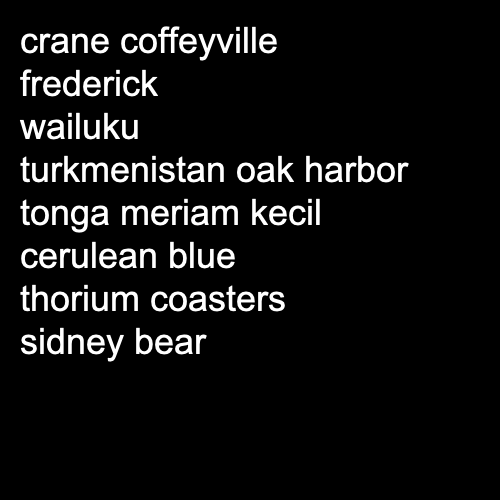 crane coffeyville
frederick
wailuku
turkmenistan oak harbor
tonga meriam kecil
cerulean blue
thorium coasters
sidney bear